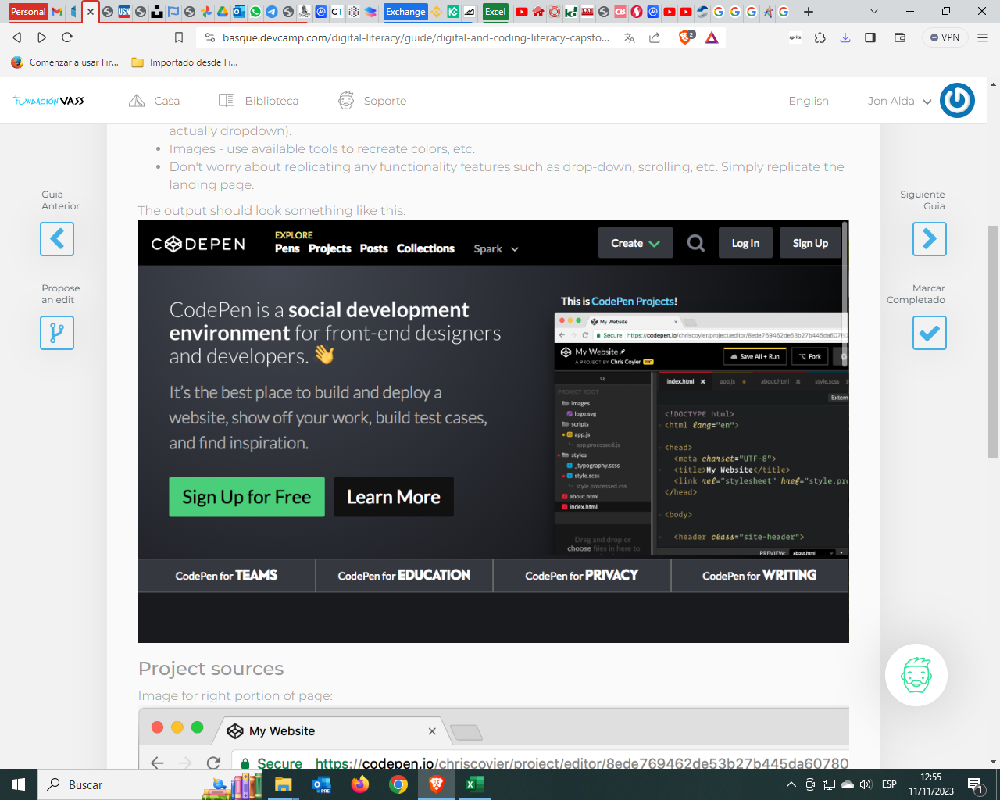 Personal
Exchange
Excel
basque.devcamp.com/digital-literacy/guide/digital-and-coding-literacy-capsto...
VPN
Comenzar a usar Fir...
Importado desde Fi...
FUNDACIÓN VASS
Casa
Biblioteca
Soporte
English
Jon Alda
actually dropdown).
Images - use available tools to recreate colors, etc.
Don't worry about replicating any functionality features such as drop-down, scrolling, etc. Simply replicate the
landing page.
Guia
Anterior
Siguiente
Guia
Propose
an edit
Marcar
Completado
The output should look something like this:
CODEPEN
EXPLORE
Pens Projects Posts Collections
Spark
Create
Log In
Sign Up
CodePen is a social development
environment for front-end designers
and developers. 👋
It's the best place to build and deploy a
website, show off your work, build test cases,
and find inspiration.
Sign Up for Free
Learn More
This is CodePen Projects!
My Website
Secure https://codepen.io/chriscoyier/project/editor/8ede769462de53b27b445da60780
My Website
A PROJECT BY Chris Coyier PRO
Save All + Run
Fork
PROJECT ROOT
images
logo.svg
scripts
app.js
app.processed.js
styles
_typography.scss
style.scss
style.processed.css
about.html
index.html
Drag and drop or
choose files in here to
index.html
app.js
about.html
style.scss
Extern
<!DOCTYPE html>
<html lang="en">
<head>
<meta charset="UTF-8">
<title>My Website</title>
<link rel="stylesheet" href="style.pro
</head>
<body>
<header class="site-header">
PREVIEW: about.html
CodePen for TEAMS
CodePen for EDUCATION
CodePen for PRIVACY
CodePen for WRITING
Project sources
Image for right portion of page:
My Website
Secure https://codepen.io/chriscoyier/project/editor/8ede769462de53b27b445da60780
Buscar
ESP
12:55
11/11/2023
1